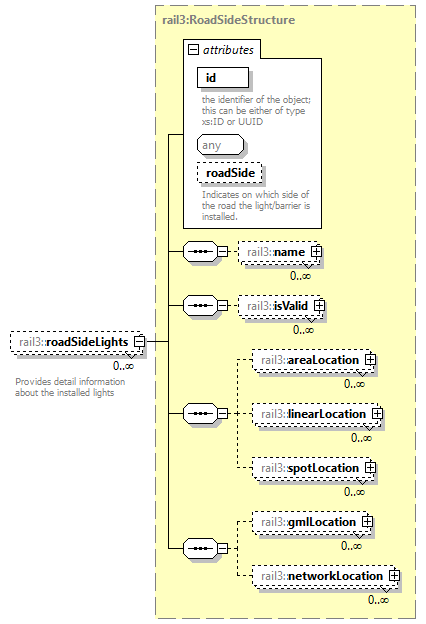 rail3:RoadSideStructure
attributes
id
the identifier of the object;
this can be either of type
xs:ID or UUID
any
roadSide
Indicates on which side of
the road the light/barrier is
installed.
rail3::name
0..∞
rail3::isValid
0..∞
rail3::roadSideLights
0..∞
Provides detail information
about the installed lights
rail3::areaLocation
0..∞
rail3::linearLocation
0..∞
rail3::spotLocation
0..∞
rail3::gmlLocation
0..∞
rail3::networkLocation
0..∞